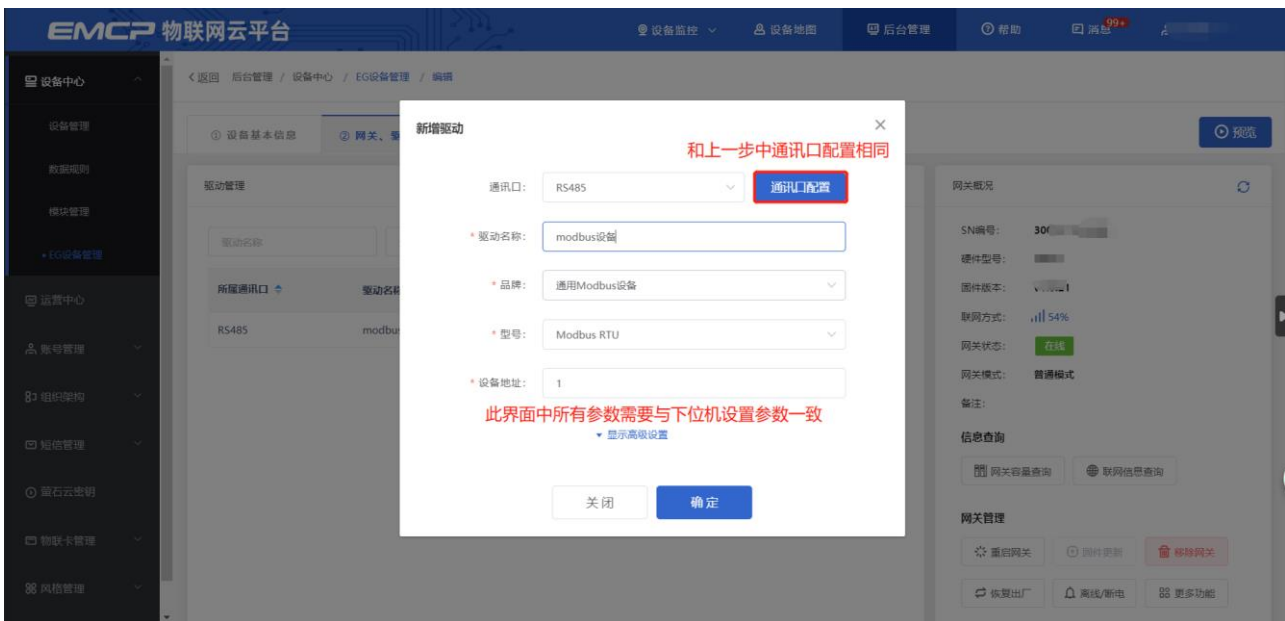 EMCP 物联网云平台
设备监控
设备地图
后台管理
帮助
消息
99+
设备中心
设备管理
数据规则
模块管理
• EG设备管理
运营中心
账号管理
组织架构
短信管理
萤石云密钥
物联卡管理
风格管理
< 返回 后台管理 / 设备中心 / EG设备管理 / 编辑
① 设备基本信息
② 网关、
预览
驱动管理
驱动名称
所属通讯口
驱动名称
RS485
modbus
新增驱动
×
和上一步中通讯口配置相同
通讯口:
RS485
通讯口配置
* 驱动名称:
modbus设备
* 品牌:
通用Modbus设备
* 型号:
Modbus RTU
* 设备地址:
1
此界面中所有参数需要与下位机设置参数一致
显示高级设置
关闭
确定
网关概况
SN编号:
硬件型号:
固件版本:
联网方式:
54%
网关状态:
在线
网关模式:
普通模式
备注:
信息查询
网关容量查询
联网信息查询
网关管理
重启网关
固件更新
移除网关
恢复出厂
离线/断电
更多功能